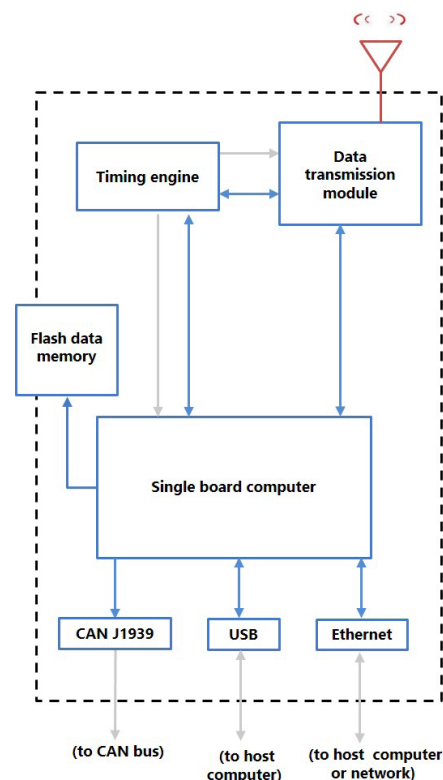 Data
transmission
module
Timing engine
Flash data
memory
Single board computer
CAN J1939
USB
Ethernet
(to CAN bus)
(to host
computer)
(to host computer
or network)